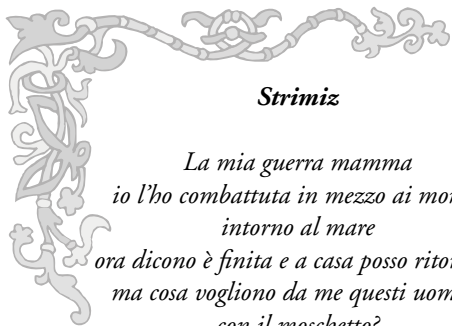 Strimiz
La mia guerra mamma
io l'ho combattuta in mezzo ai
intorno al mare
ora dicono è finita e a casa posso
ma cosa vogliono da me questi
con il moschetto?